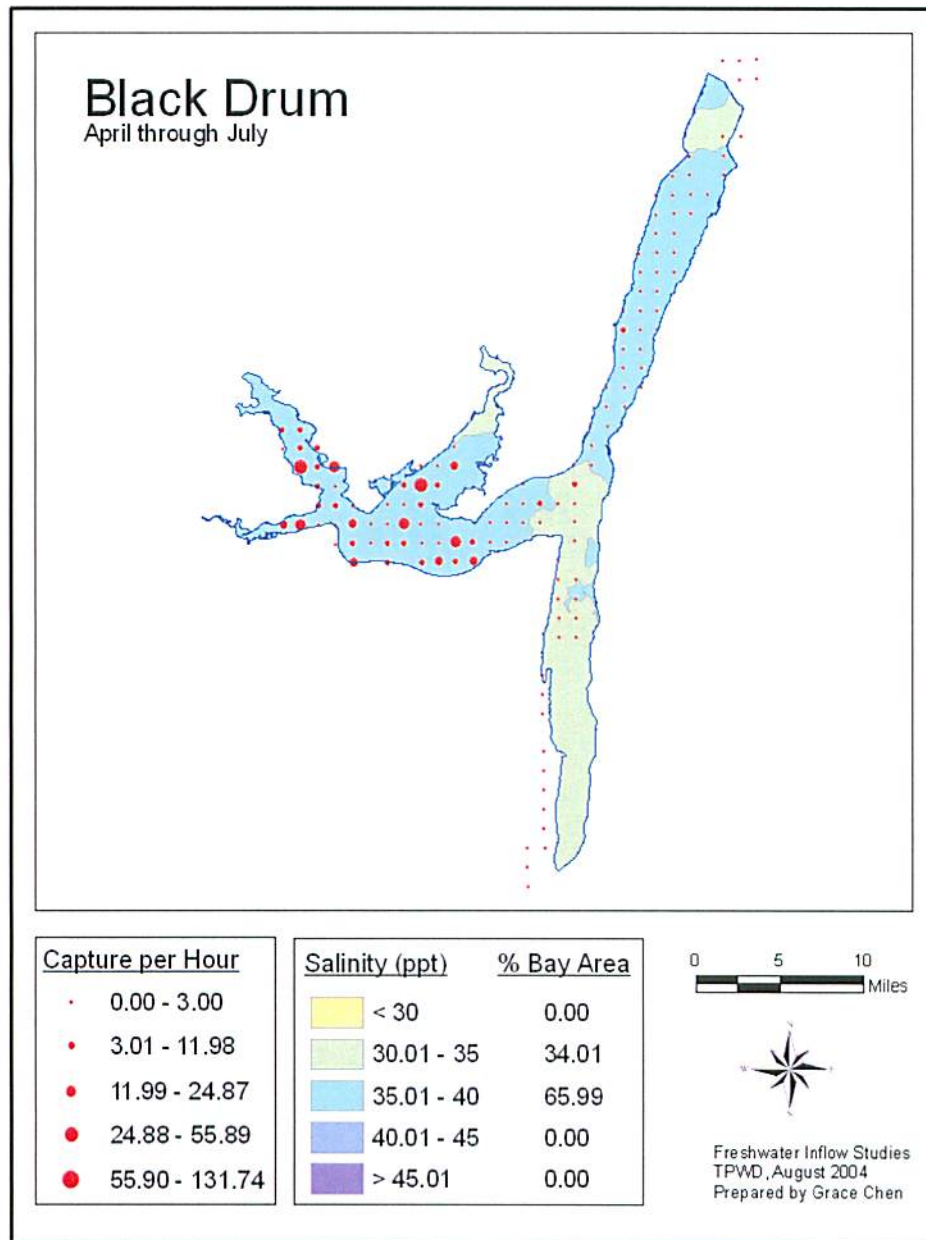 Black Drum
April through July
Capture per Hour
0.00 - 3.00
3.01 - 11.98
11.99 - 24.87
24.88 - 55.89
55.90 - 131.74
Salinity (ppt) % Bay Area
< 30 0.00
30.01 - 35 34.01
35.01 - 40 65.99
40.01 - 45 0.00
> 45.01 0.00
0 5 10
Miles
Freshwater Inflow Studies
TPWD, August 2004
Prepared by Grace Chen